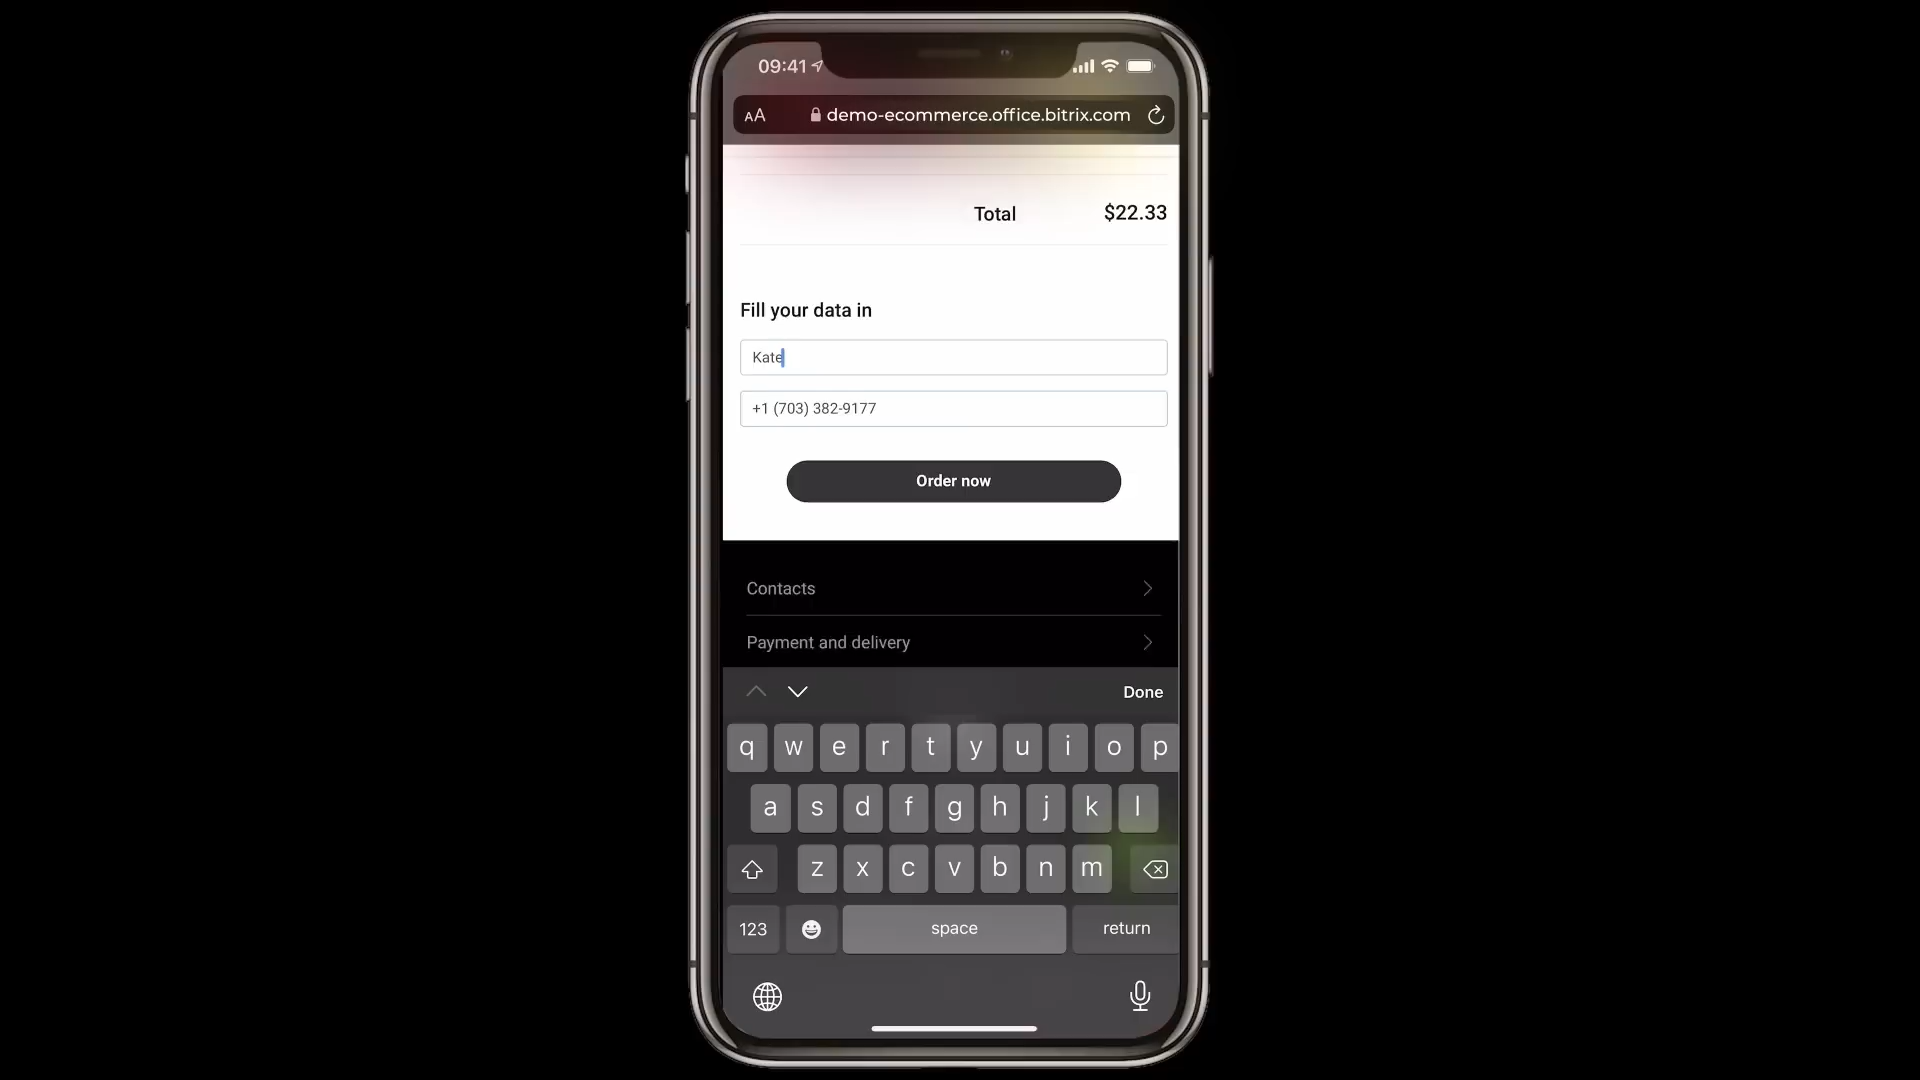 09:41
AA demo-ecommerce.office.bitrix.com
Total $22.33
Fill your data in
Kate
+1 (703) 382-9177
Order now
Contacts
Payment and delivery
Done
q w e r t y u i o p
a s d f g h j k l
z x c v b n m
123 space return